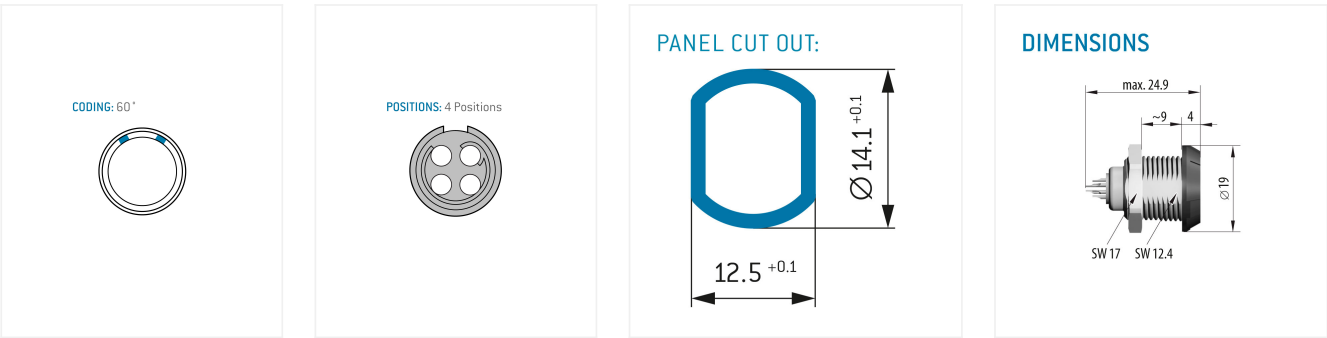 CODING: 60°
POSITIONS: 4 Positions
PANEL CUT OUT:
Ø 14.1 +0.1
12.5 +0.1
DIMENSIONS
max. 24.9
~9
4
Ø 19
SW 17
SW 12.4